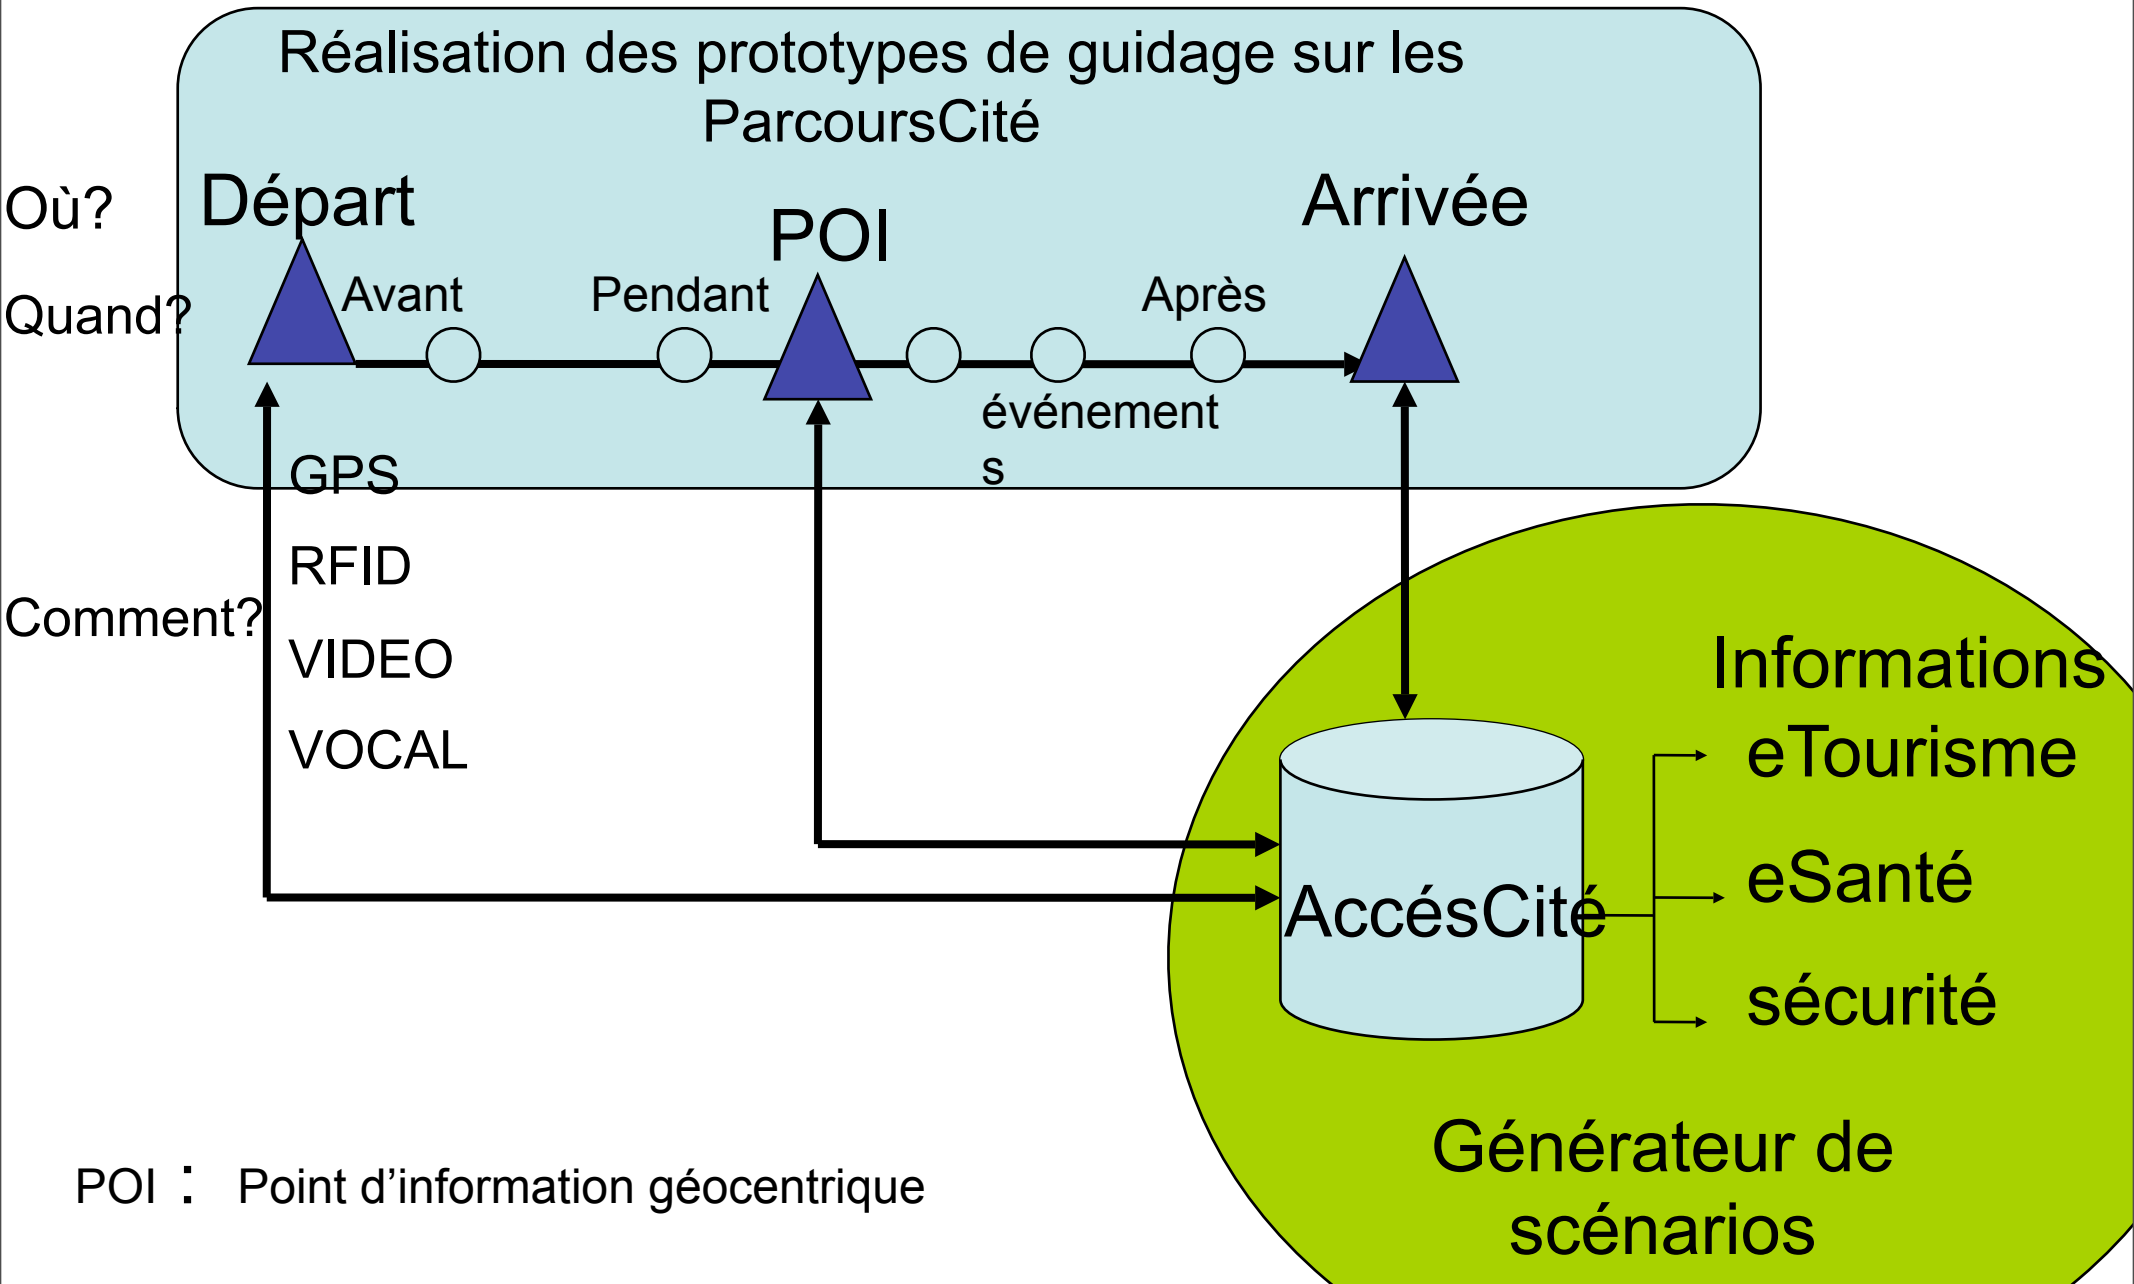 Réalisation des prototypes de guidage sur les
ParcoursCité
Où?
Départ
POI
Arrivée
Quand?
Avant
Pendant
Après
événement
s
Comment?
GPS
RFID
VIDEO
VOCAL
Informations
eTourisme
eSanté
sécurité
AccésCité
Générateur de
scénarios
POI : Point d’information géocentrique